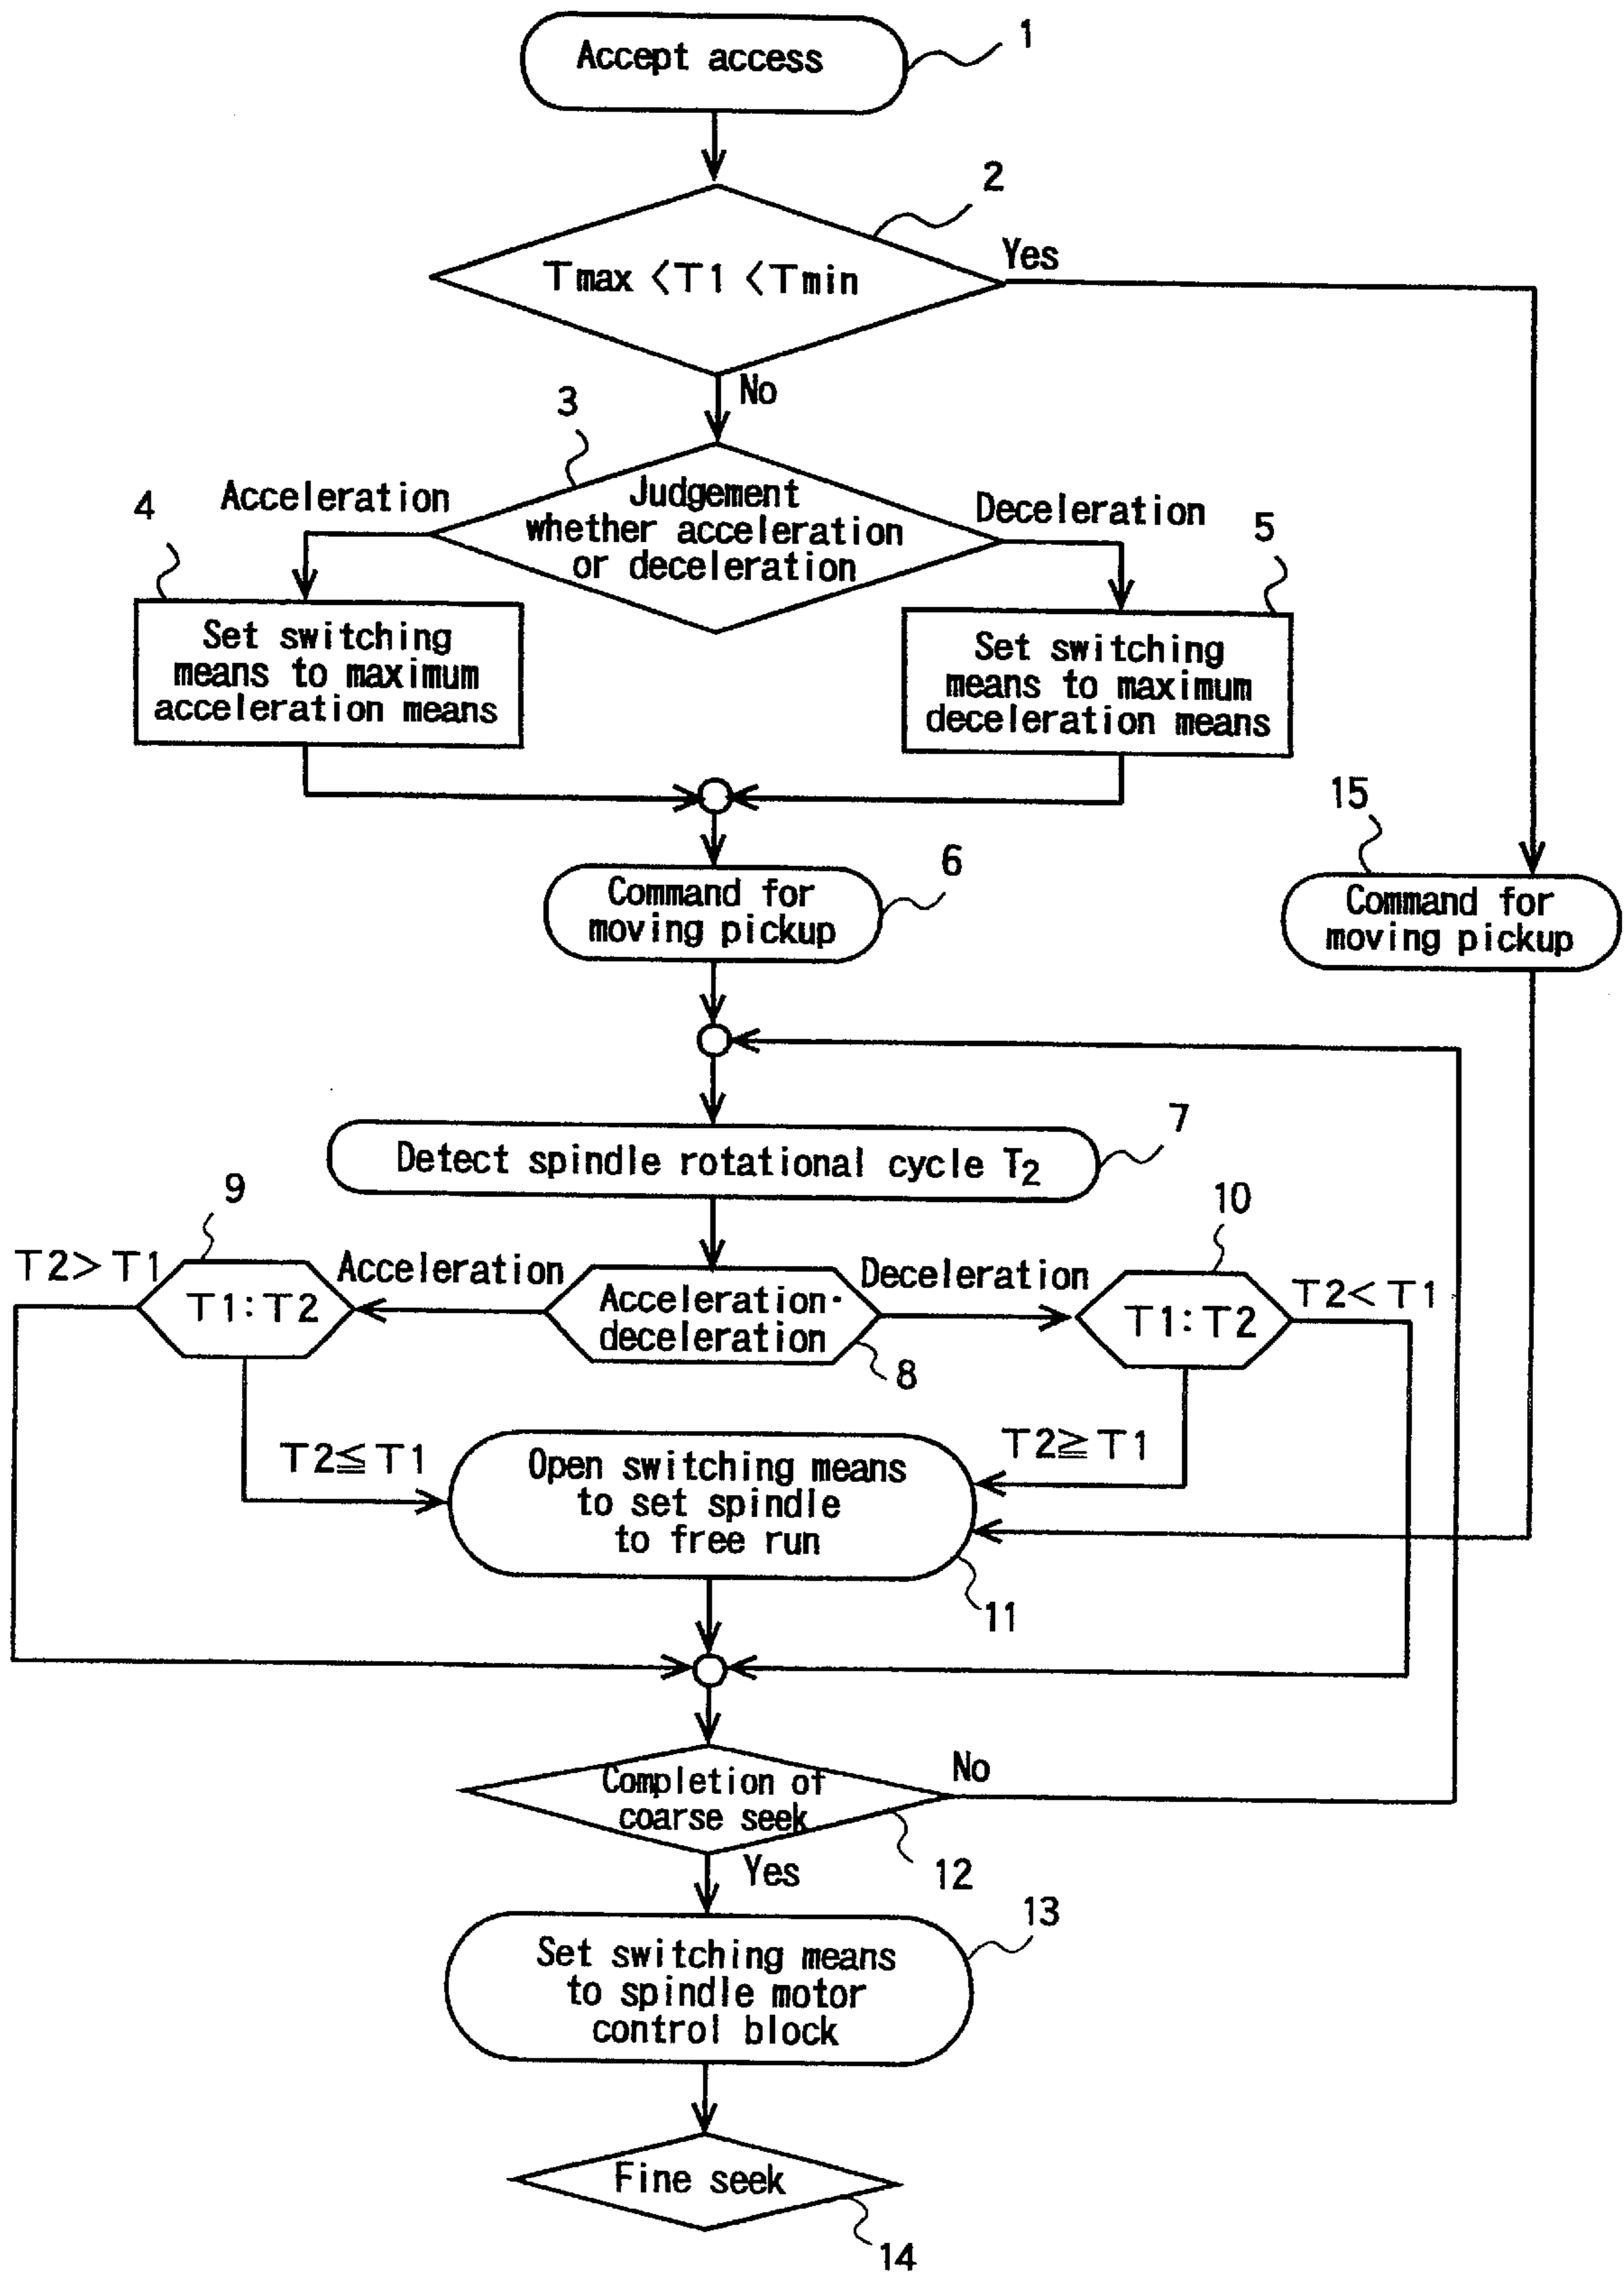 Accept access
1
2
Tmax <T1 <Tmin
Yes
No
3
Judgement
whether acceleration
or deceleration
Acceleration
Deceleration
4
Set switching
means to maximum
acceleration means
5
Set switching
means to maximum
deceleration means
6
Command for
moving pickup
15
Command for
moving pickup
7
Detect spindle rotational cycle T2
9
T2> T1
T1:T2
Acceleration
Acceleration·
deceleration
8
Deceleration
10
T1:T2
T2< T1
T2≦ T1
T2≧ T1
Open switching means
to set spindle
to free run
11
Completion of
coarse seek
No
12
Yes
13
Set switching means
to spindle motor
control block
Fine seek
14